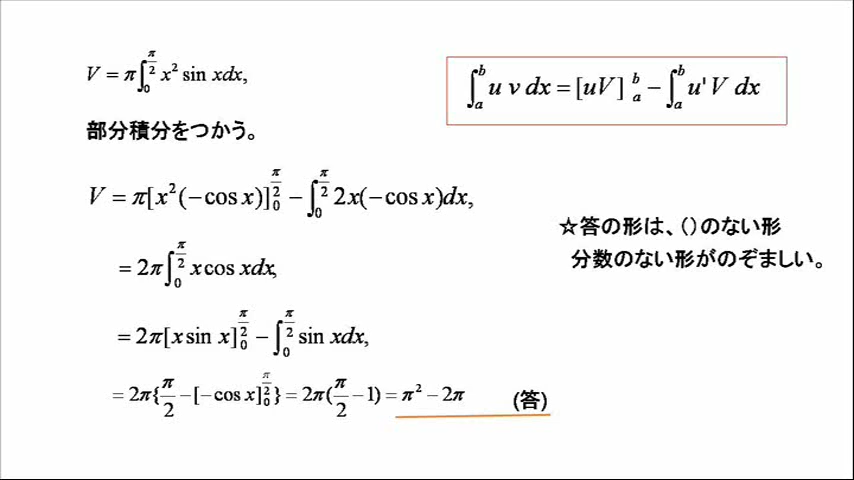 V = π∫₀^{π/2} x² sin xdx,
∫ₐᵇ u v dx = [uV]ₐᵇ − ∫ₐᵇ u'V dx
部分積分をつかう。
V = π[x²(−cos x)]₀^{π/2} − ∫₀^{π/2} 2x(−cos x)dx,
☆答の形は、()のない形
分数のない形がのぞましい。
= 2π∫₀^{π/2} x cos xdx,
= 2π[x sin x]₀^{π/2} − ∫₀^{π/2} sin xdx,
= 2π{π/2 − [−cos x]₀^{π/2}} = 2π(π/2 − 1) = π² − 2π (答)